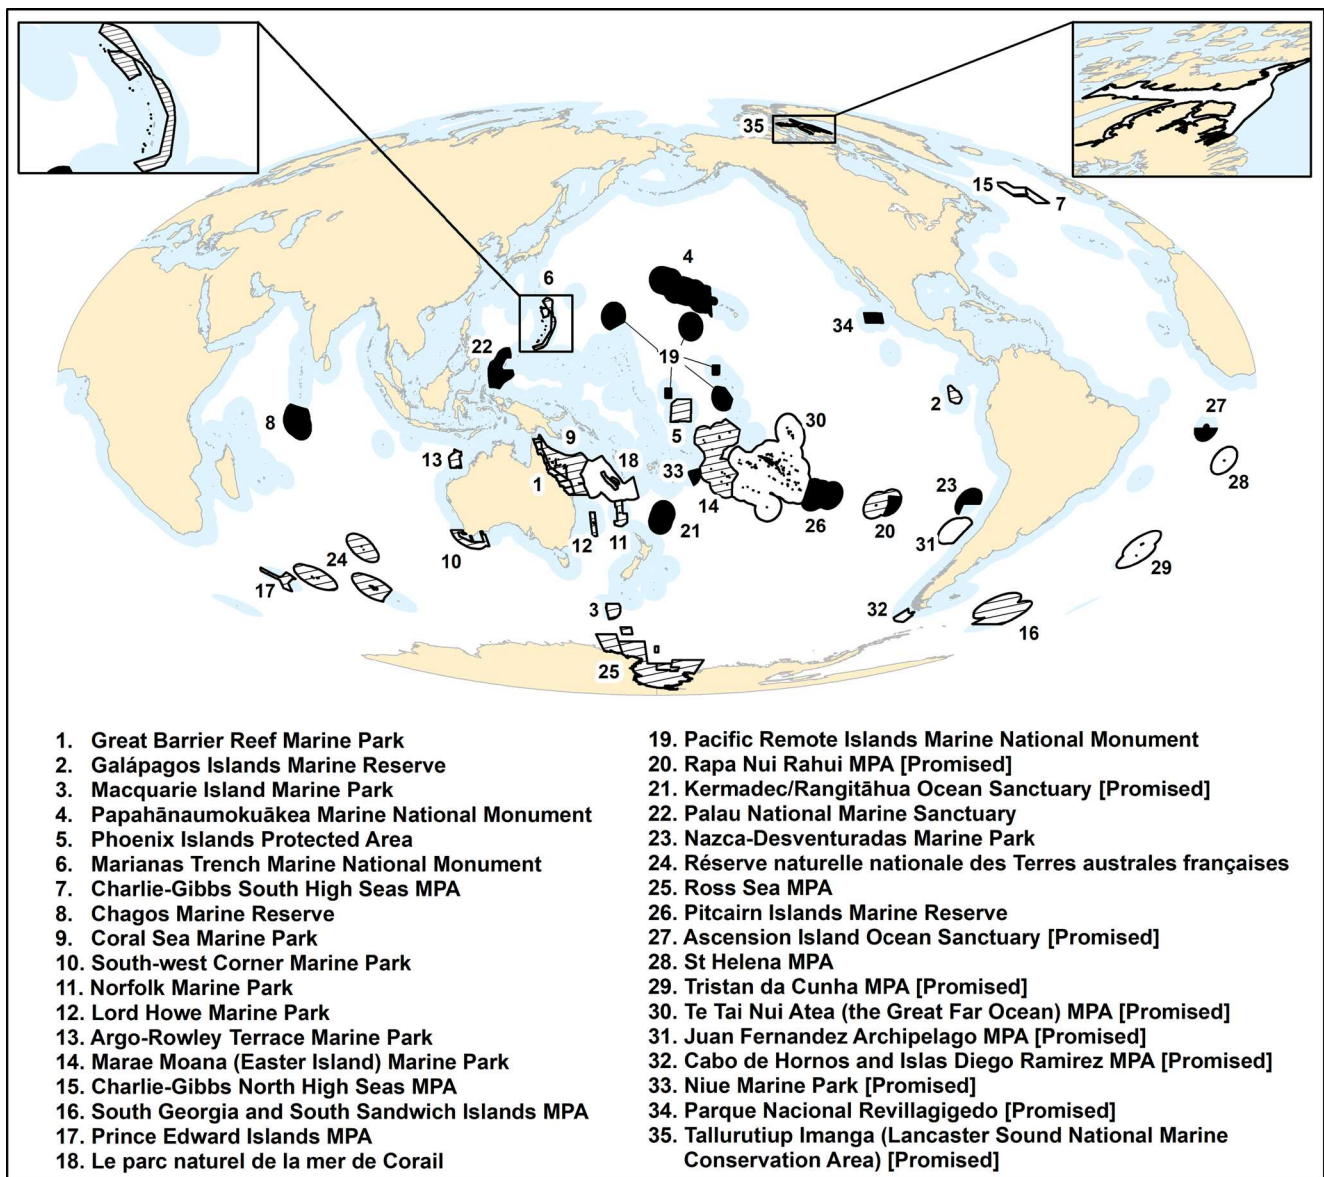 35
15
7
4
6
34
19
22
2
27
8
30
5
9
13
18
33
28
1
14
23
26
20
21
31
12
11
10
29
24
17
3
32
16
25
1. Great Barrier Reef Marine Park
2. Galápagos Islands Marine Reserve
3. Macquarie Island Marine Park
4. Papahānaumokuākea Marine National Monument
5. Phoenix Islands Protected Area
6. Marianas Trench Marine National Monument
7. Charlie-Gibbs South High Seas MPA
8. Chagos Marine Reserve
9. Coral Sea Marine Park
10. South-west Corner Marine Park
11. Norfolk Marine Park
12. Lord Howe Marine Park
13. Argo-Rowley Terrace Marine Park
14. Marae Moana (Easter Island) Marine Park
15. Charlie-Gibbs North High Seas MPA
16. South Georgia and South Sandwich Islands MPA
17. Prince Edward Islands MPA
18. Le parc naturel de la mer de Corail
19. Pacific Remote Islands Marine National Monument
20. Rapa Nui Rahui MPA [Promised]
21. Kermadec/Rangitāhua Ocean Sanctuary [Promised]
22. Palau National Marine Sanctuary
23. Nazca-Desventuradas Marine Park
24. Réserve naturelle nationale des Terres australes françaises
25. Ross Sea MPA
26. Pitcairn Islands Marine Reserve
27. Ascension Island Ocean Sanctuary [Promised]
28. St Helena MPA
29. Tristan da Cunha MPA [Promised]
30. Te Tai Nui Atea (the Great Far Ocean) MPA [Promised]
31. Juan Fernandez Archipelago MPA [Promised]
32. Cabo de Hornos and Islas Diego Ramirez MPA [Promised]
33. Niue Marine Park [Promised]
34. Parque Nacional Revillagigedo [Promised]
35. Tallurutiup Imanga (Lancaster Sound National Marine
Conservation Area) [Promised]